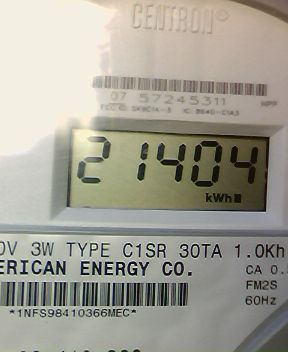 CENTRON®
07 57245311 NPP
21404
kWh
0V 3W TYPE C1SR 30TA 1.0Kh
ERICAN ENERGY CO. CA 0.
FM2S
*1NFS98410366MEC* 60Hz